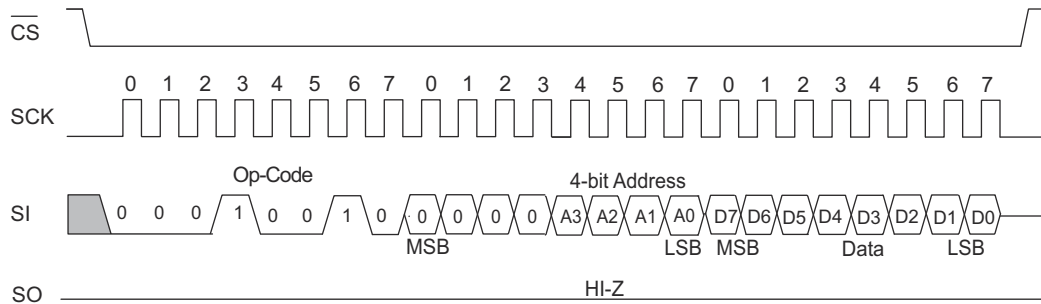 CS
0 1 2 3 4 5 6 7 0 1 2 3 4 5 6 7 0 1 2 3 4 5 6 7
SCK
Op-Code 4-bit Address
SI 0 0 0 1 0 0 1 0 0 0 0 0 A3 A2 A1 A0 D7 D6 D5 D4 D3 D2 D1 D0
MSB LSB MSB Data LSB
HI-Z
SO